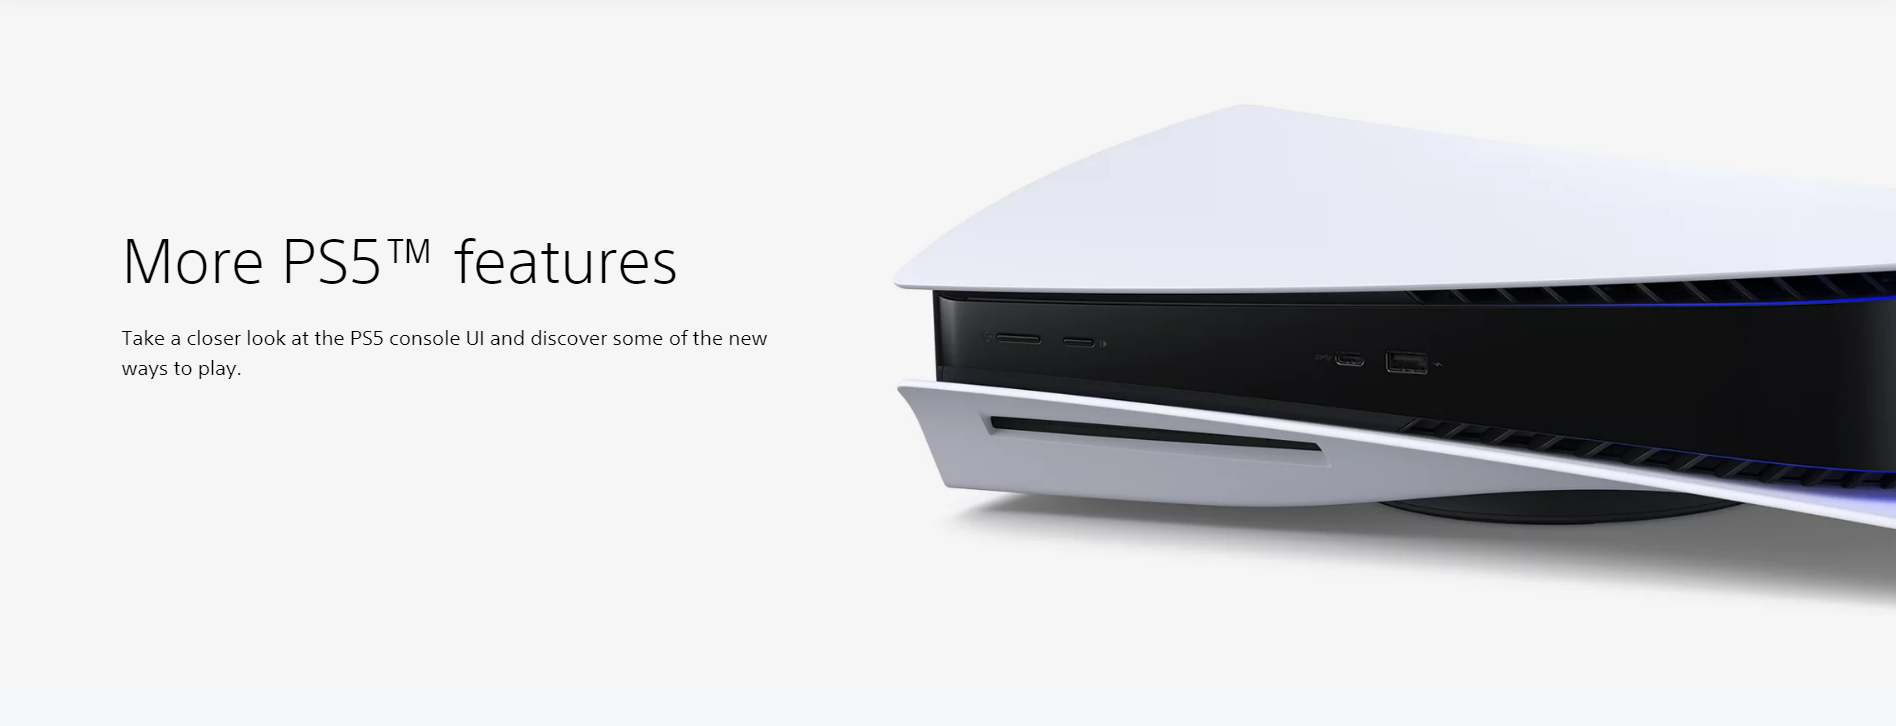 More PS5™ features
Take a closer look at the PS5 console UI and discover some of the new
ways to play.